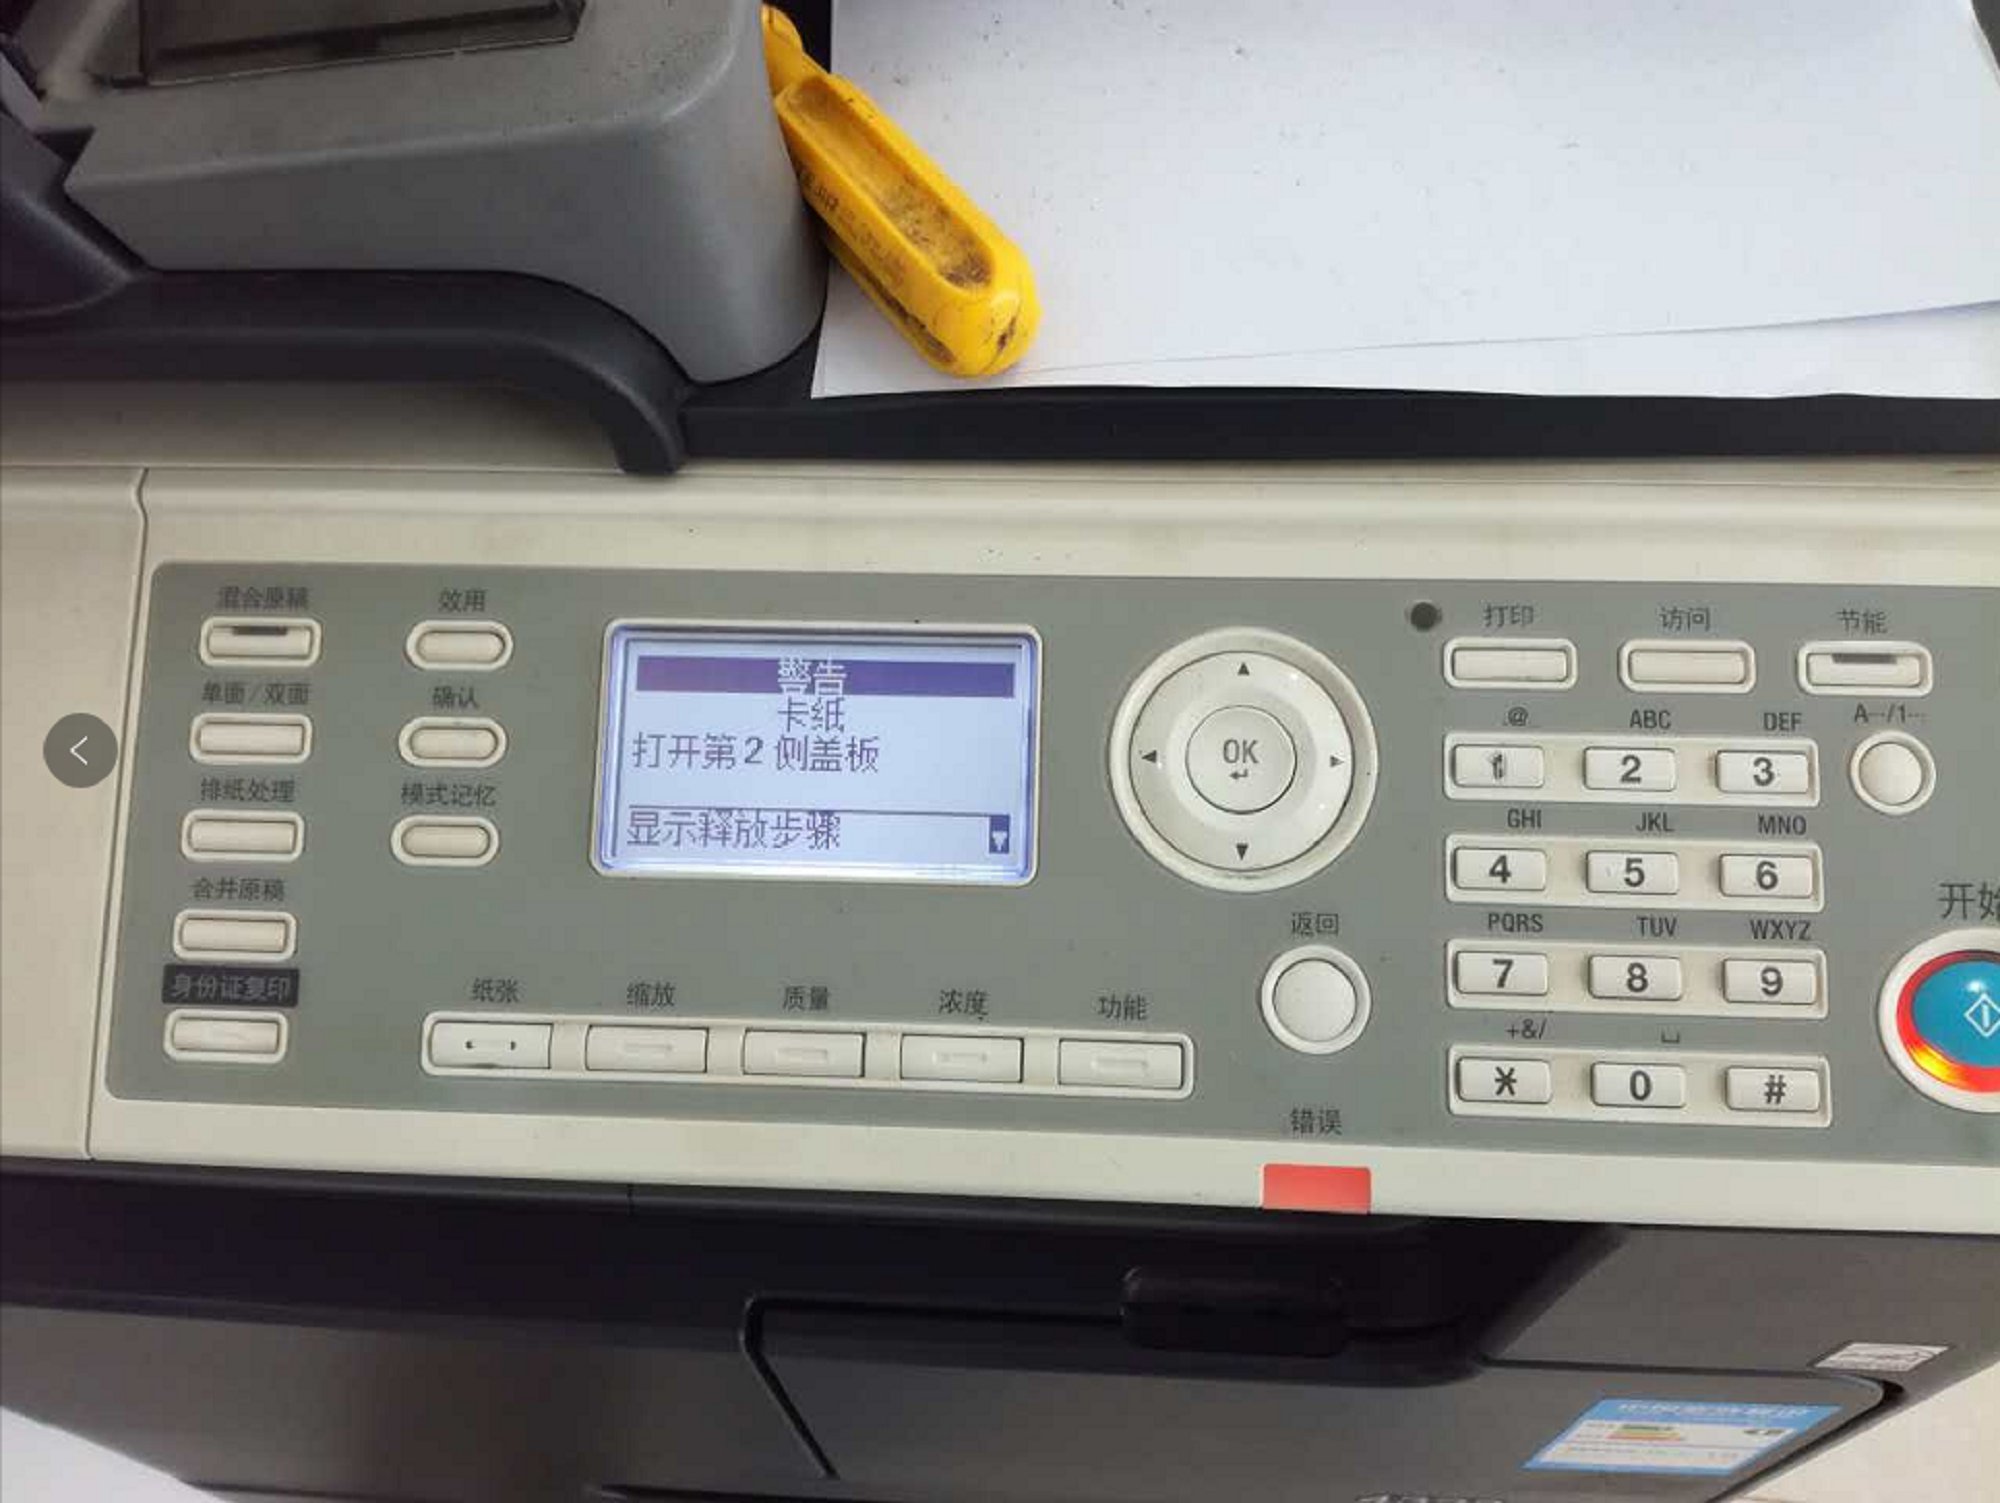 混合原稿
效用
单面/双面
确认
排纸处理
模式记忆
合并原稿
身份证复印
警告
卡纸
打开第2侧盖板
显示释放步骤
OK
打印
访问
节能
.@
ABC
DEF
A···/1···
1
2
3
GHI
JKL
MNO
4
5
6
返回
PQRS
TUV
WXYZ
开始
7
8
9
纸张
缩放
质量
浓度
功能
+&/
*
0
#
错误